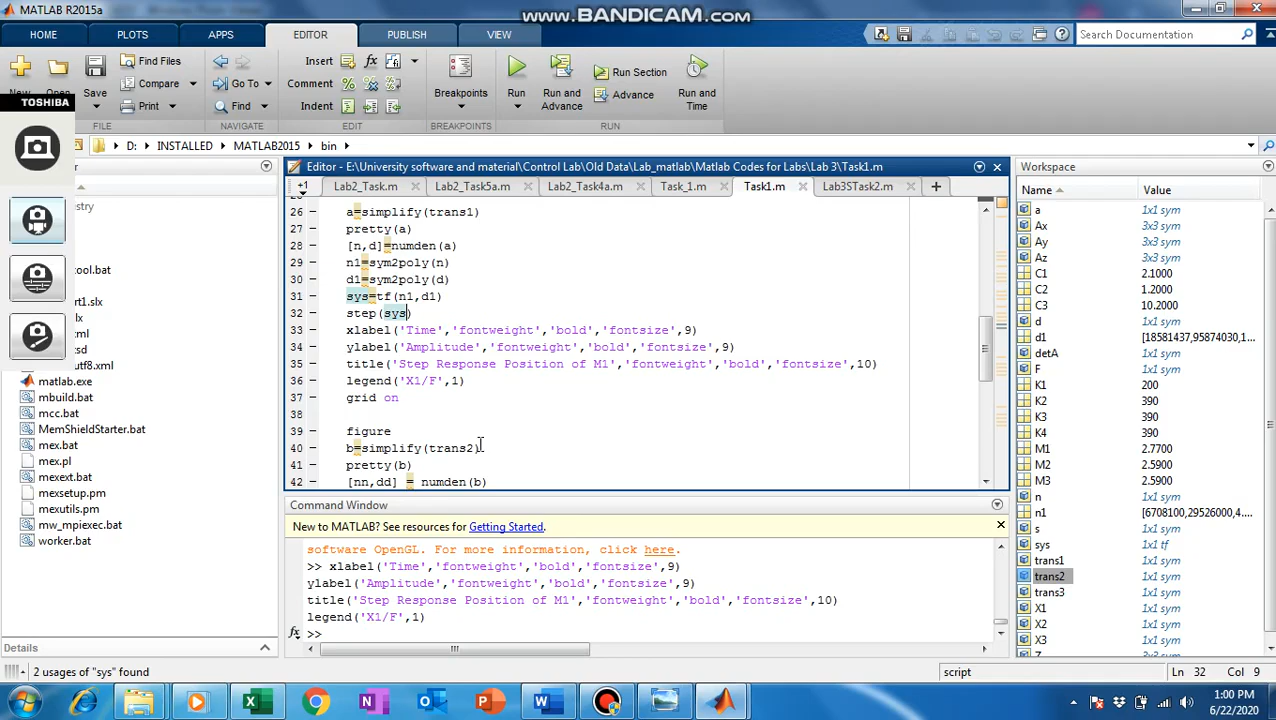 MATLAB R2015a
www.BANDICAM.com
HOME PLOTS APPS EDITOR PUBLISH VIEW
Search Documentation
New Open Save Find Files Compare Print
Insert Comment Indent
Go To Find
Breakpoints
Run Run and Advance Run Section Advance Run and Time
FILE NAVIGATE EDIT BREAKPOINTS RUN
TOSHIBA
D: INSTALLED MATLAB2015 bin
Editor - E:\University software and material\Control Lab\Old Data\Lab_matlab\Matlab Codes for Labs\Lab 3\Task1.m
+1 Lab2_Task.m Lab2_Task5a.m Lab2_Task4a.m Task_1.m Task1.m Lab3STask2.m
26 a=simplify(trans1)
27 pretty(a)
28 [n,d]=numden(a)
29 n1=sym2poly(n)
30 d1=sym2poly(d)
31 sys=tf(n1,d1)
32 step(sys)
33 xlabel('Time','fontweight','bold','fontsize',9)
34 ylabel('Amplitude','fontweight','bold','fontsize',9)
35 title('Step Response Position of M1','fontweight','bold','fontsize',10)
36 legend('X1/F',1)
37 grid on
38
39 figure
40 b=simplify(trans2)
41 pretty(b)
42 [nn,dd] = numden(b)
matlab.exe
mbuild.bat
mcc.bat
MemShieldStarter.bat
mex.bat
mex.pl
mexext.bat
mexsetup.pm
mexutils.pm
mw_mpiexec.bat
worker.bat
Details
Command Window
New to MATLAB? See resources for Getting Started.
software OpenGL. For more information, click here.
>> xlabel('Time','fontweight','bold','fontsize',9)
ylabel('Amplitude','fontweight','bold','fontsize',9)
title('Step Response Position of M1','fontweight','bold','fontsize',10)
legend('X1/F',1)
fx >>
Workspace
Name Value
a 1x1 sym
Ax 3x3 sym
Ay 3x3 sym
Az 3x3 sym
C1 2.1000
C2 1.2000
C3 10.2000
d 1x1 sym
d1 [18581437,95874030,1...
detA 1x1 sym
F 1x1 sym
K1 200
K2 390
K3 390
K4 390
M1 2.7700
M2 2.5900
M3 2.5900
n 1x1 sym
n1 [6708100,29526000,4....
s 1x1 sym
sys 1x1 tf
trans1 1x1 sym
trans2 1x1 sym
trans3 1x1 sym
X1 1x1 sym
X2 1x1 sym
X3 1x1 sym
2 usages of "sys" found
script
Ln 32 Col 9
1:00 PM
6/22/2020